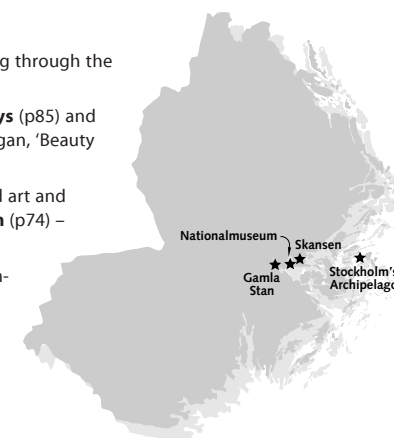 g through the
ys (p85) and
gan, ‘Beauty
d art and
n (p74) –
n-
Nationalmuseum
Skansen
Gamla
Stan
Stockholm's
Archipelago